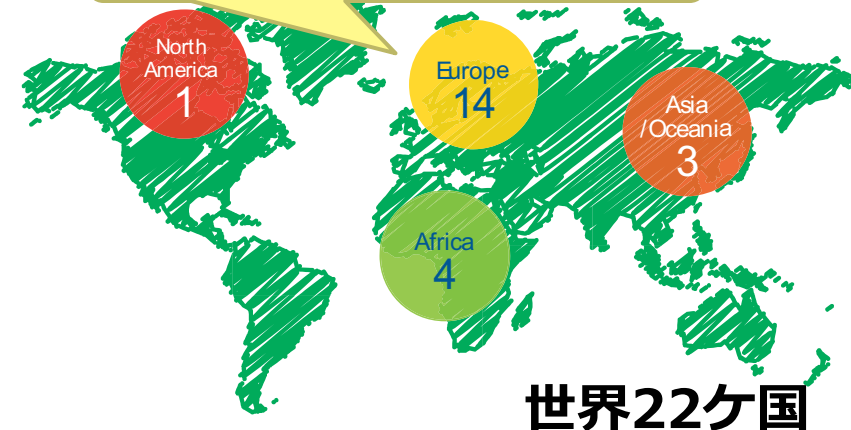 North
America
1
Europe
14
Asia
/Oceania
3
Africa
4
世界22ケ国